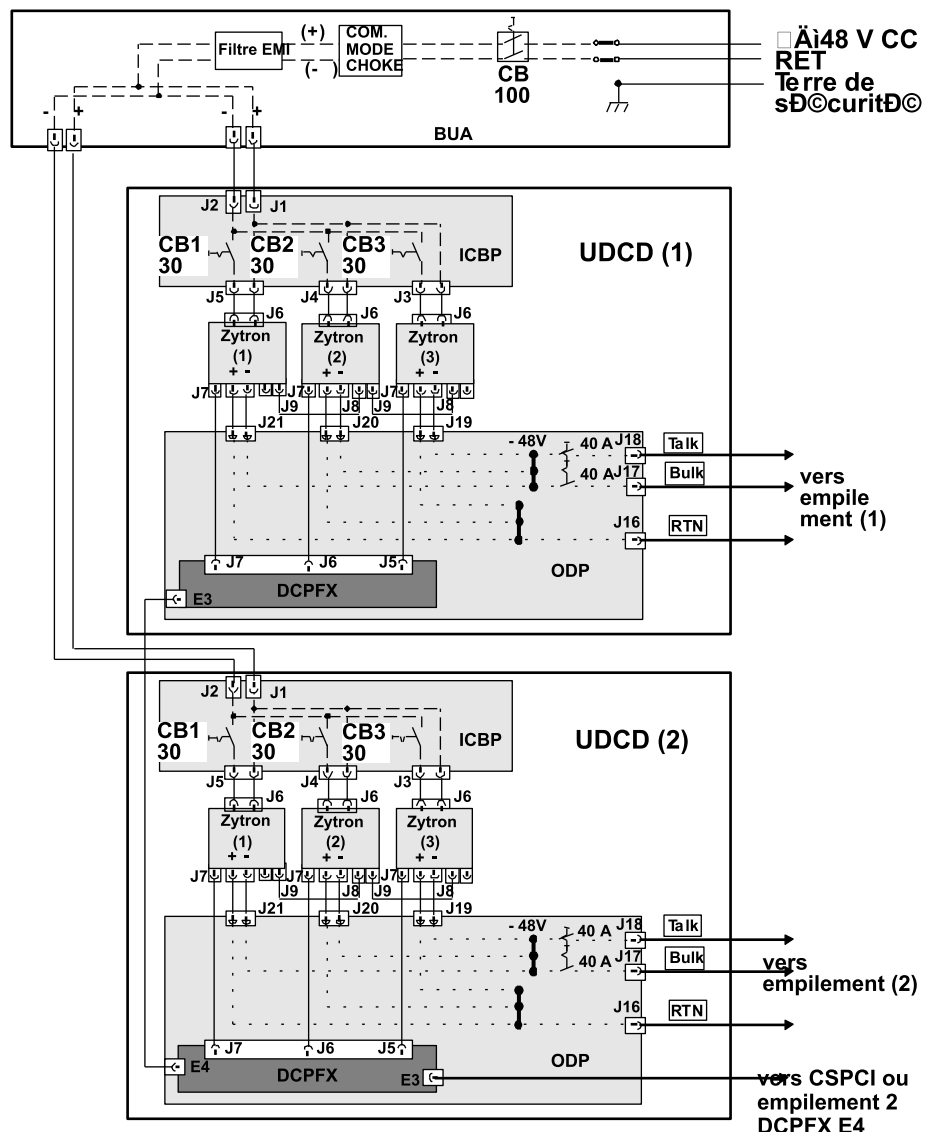 Filtre EMI
(+)
(-)
COM.
MODE
CHOKE
CB
100
□Äì48 V CC
RET
Terre de
sÐ©curitÐ©
- + - +
BUA
J2 J1
CB1
30
CB2
30
CB3
30
ICBP
UDCD (1)
J5 J4 J3
J6 J6 J6
Zytron
(1)
+ -
Zytron
(2)
+ -
Zytron
(3)
+ -
J7 J7 J7
J9 J8 J9 J8
J21 J20 J19
- 48V
40 A J18 Talk
40 A J17 Bulk
vers
empile
ment (1)
J16 RTN
J7 J6 J5
ODP
DCPFX
E3
J2 J1
CB1
30
CB2
30
CB3
30
ICBP
UDCD (2)
J5 J4 J3
J6 J6 J6
Zytron
(1)
+ -
Zytron
(2)
+ -
Zytron
(3)
+ -
J7 J7 J7
J9 J8 J9 J8
J21 J20 J19
- 48V
40 A J18 Talk
40 A J17 Bulk
vers
empilement (2)
J16 RTN
J7 J6 J5
ODP
E4
DCPFX
E3
vers CSPCI ou
empilement 2
DCPFX E4